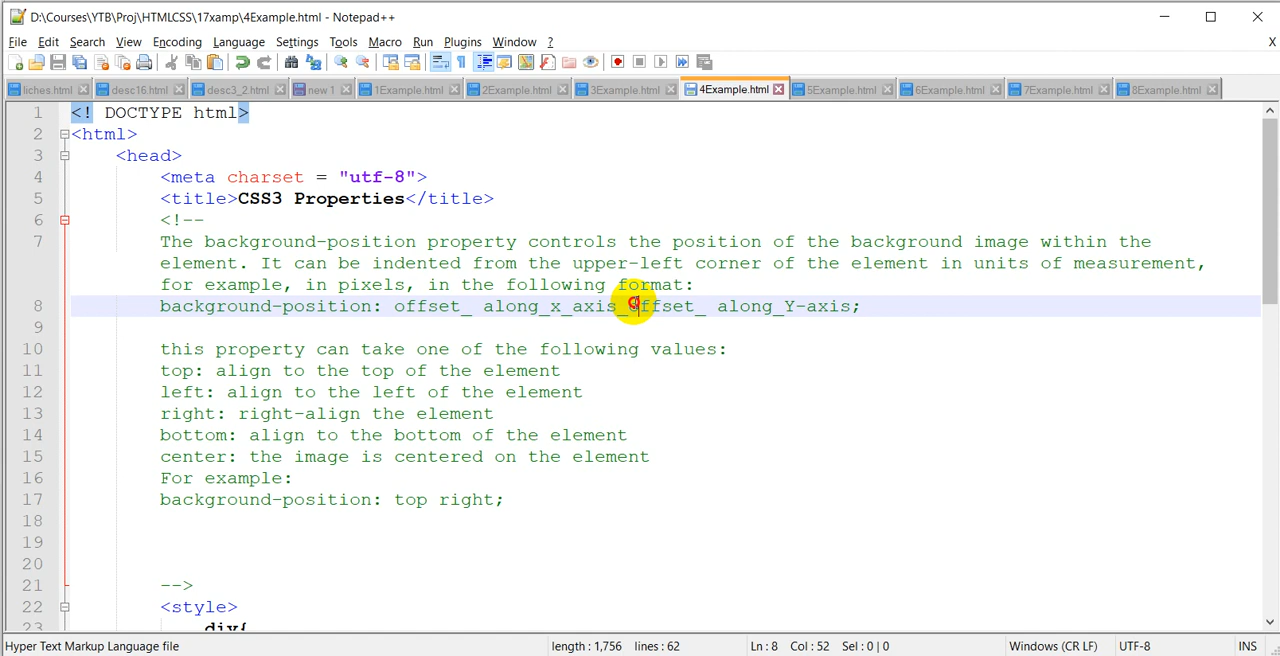 D:\Courses\YTB\Proj\HTMLCSS\17xamp\4Example.html - Notepad++
File Edit Search View Encoding Language Settings Tools Macro Run Plugins Window ? X
liches.html desc16.html desc3_2.html new 1 1Example.html 2Example.html 3Example.html 4Example.html 5Example.html 6Example.html 7Example.html 8Example.html
1 <! DOCTYPE html>
2 <html>
3 <head>
4 <meta charset = "utf-8">
5 <title>CSS3 Properties</title>
6 <!--
7 The background-position property controls the position of the background image within the
element. It can be indented from the upper-left corner of the element in units of measurement,
for example, in pixels, in the following format:
8 background-position: offset_ along_x_axis_offset_ along_Y-axis;
9
10 this property can take one of the following values:
11 top: align to the top of the element
12 left: align to the left of the element
13 right: right-align the element
14 bottom: align to the bottom of the element
15 center: the image is centered on the element
16 For example:
17 background-position: top right;
18
19
20
21 -->
22 <style>
23 div{
Hyper Text Markup Language file length : 1,756 lines : 62 Ln : 8 Col : 52 Sel : 0 | 0 Windows (CR LF) UTF-8 INS